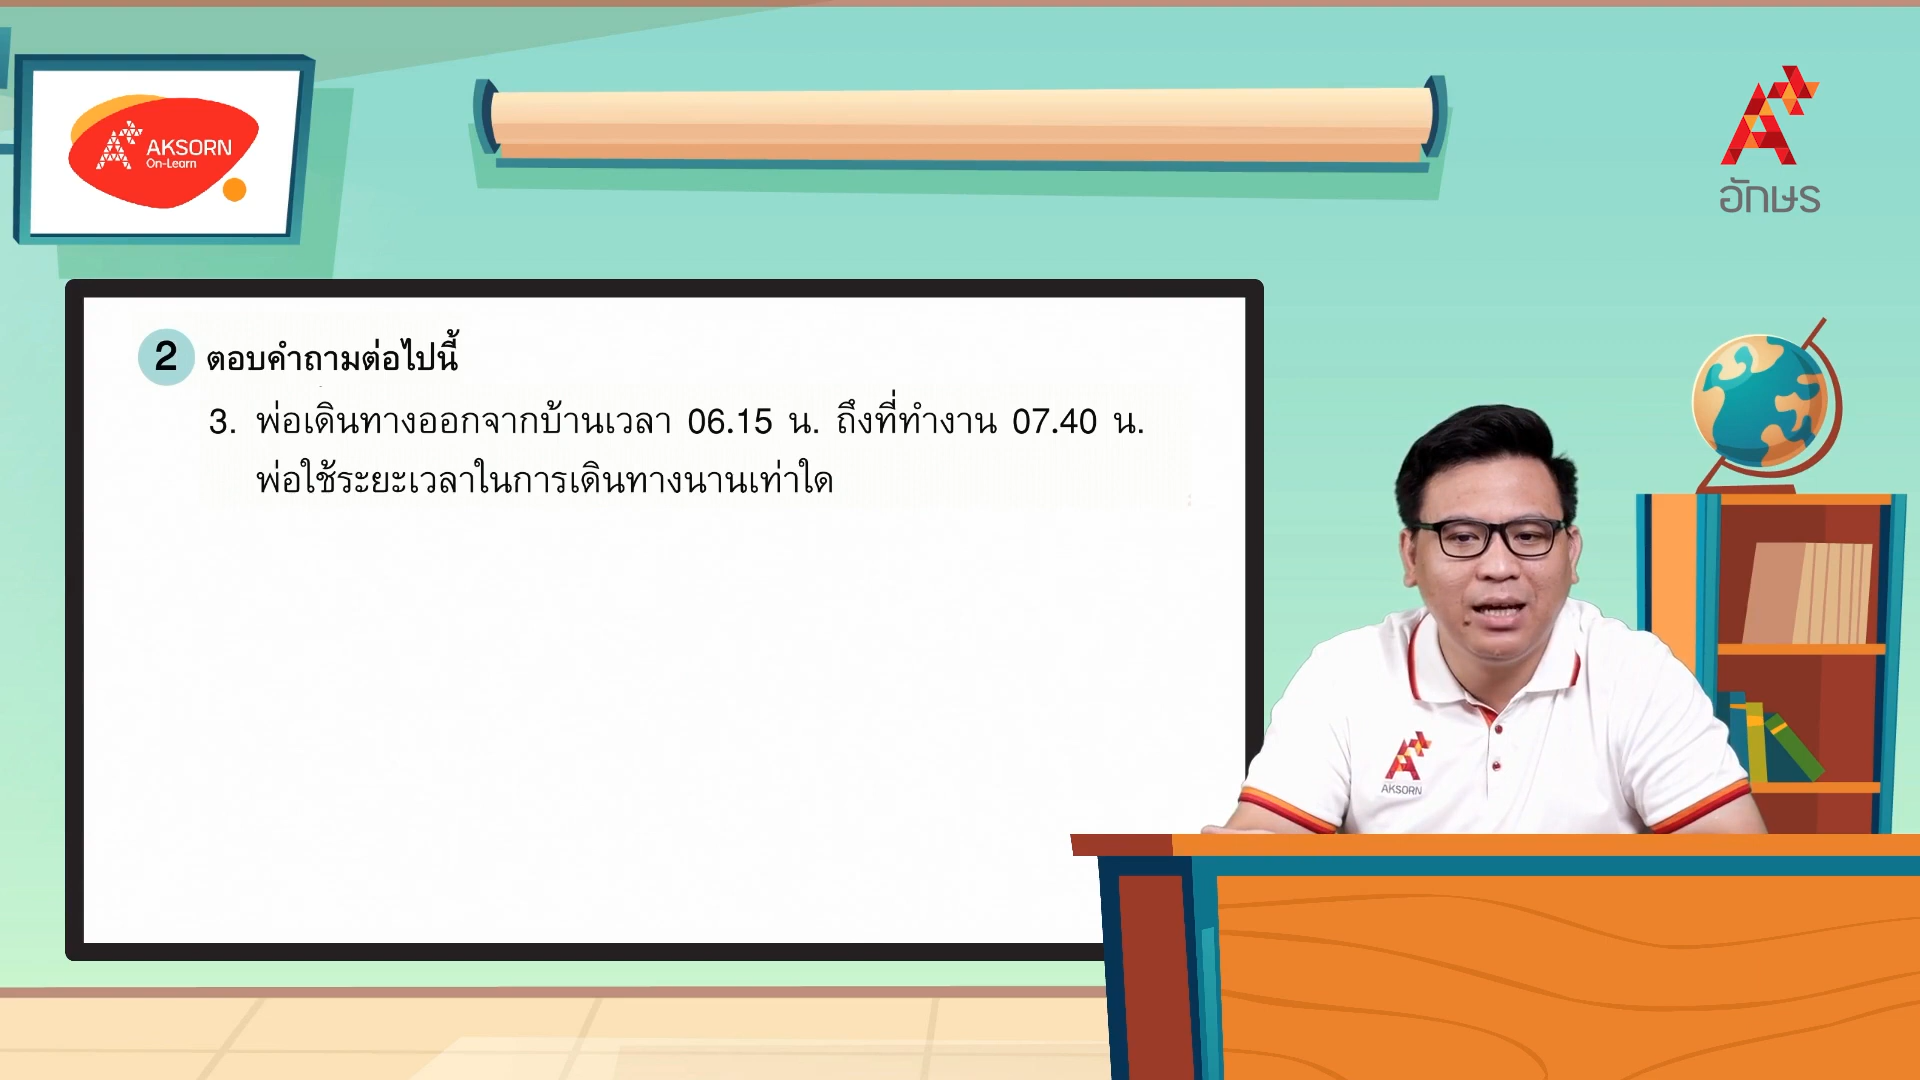 AKSORN
On-Learn
อักษร
2 ตอบคำถามต่อไปนี้
3. พ่อเดินทางออกจากบ้านเวลา 06.15 น. ถึงที่ทำงาน 07.40 น.
พ่อใช้ระยะเวลาในการเดินทางนานเท่าใด
AKSORN